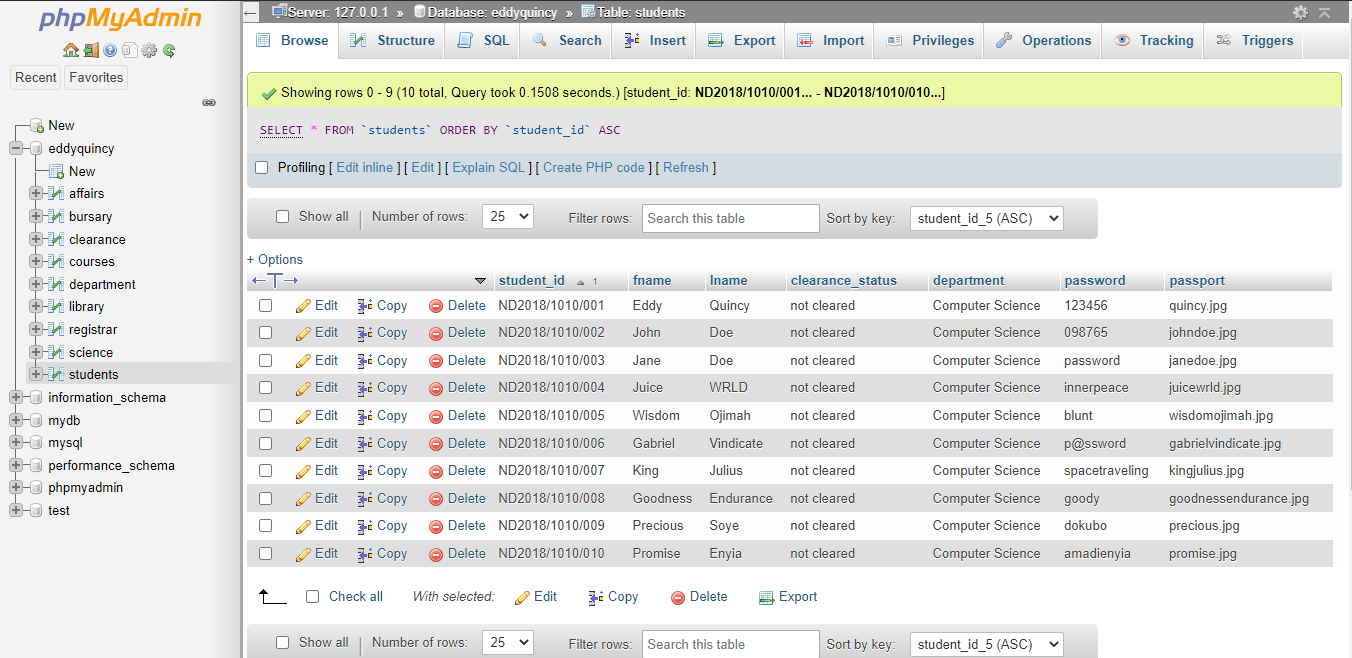 phpMyAdmin
Recent Favorites
New
eddyquincy
New
affairs
bursary
clearance
courses
department
library
registrar
science
students
information_schema
mydb
mysql
performance_schema
phpmyadmin
test
Server: 127.0.0.1 » Database: eddyquincy » Table: students
Browse Structure SQL Search Insert Export Import Privileges Operations Tracking Triggers
Showing rows 0 - 9 (10 total, Query took 0.1508 seconds.) [student_id: ND2018/1010/001... - ND2018/1010/010...]
SELECT * FROM `students` ORDER BY `student_id` ASC
Profiling [ Edit inline ] [ Edit ] [ Explain SQL ] [ Create PHP code ] [ Refresh ]
Show all | Number of rows: 25 Filter rows: Search this table Sort by key: student_id_5 (ASC)
+ Options
←T→ student_id 1 fname lname clearance_status department password passport
Edit Copy Delete ND2018/1010/001 Eddy Quincy not cleared Computer Science 123456 quincy.jpg
Edit Copy Delete ND2018/1010/002 John Doe not cleared Computer Science 098765 johndoe.jpg
Edit Copy Delete ND2018/1010/003 Jane Doe not cleared Computer Science password janedoe.jpg
Edit Copy Delete ND2018/1010/004 Juice WRLD not cleared Computer Science innerpeace juicewrld.jpg
Edit Copy Delete ND2018/1010/005 Wisdom Ojimah not cleared Computer Science blunt wisdomojimah.jpg
Edit Copy Delete ND2018/1010/006 Gabriel Vindicate not cleared Computer Science p@ssword gabrielvindicate.jpg
Edit Copy Delete ND2018/1010/007 King Julius not cleared Computer Science spacetraveling kingjulius.jpg
Edit Copy Delete ND2018/1010/008 Goodness Endurance not cleared Computer Science goody goodnessendurance.jpg
Edit Copy Delete ND2018/1010/009 Precious Soye not cleared Computer Science dokubo precious.jpg
Edit Copy Delete ND2018/1010/010 Promise Enyia not cleared Computer Science amadienyia promise.jpg
Check all With selected: Edit Copy Delete Export
Show all | Number of rows: 25 Filter rows: Search this table Sort by key: student_id_5 (ASC)